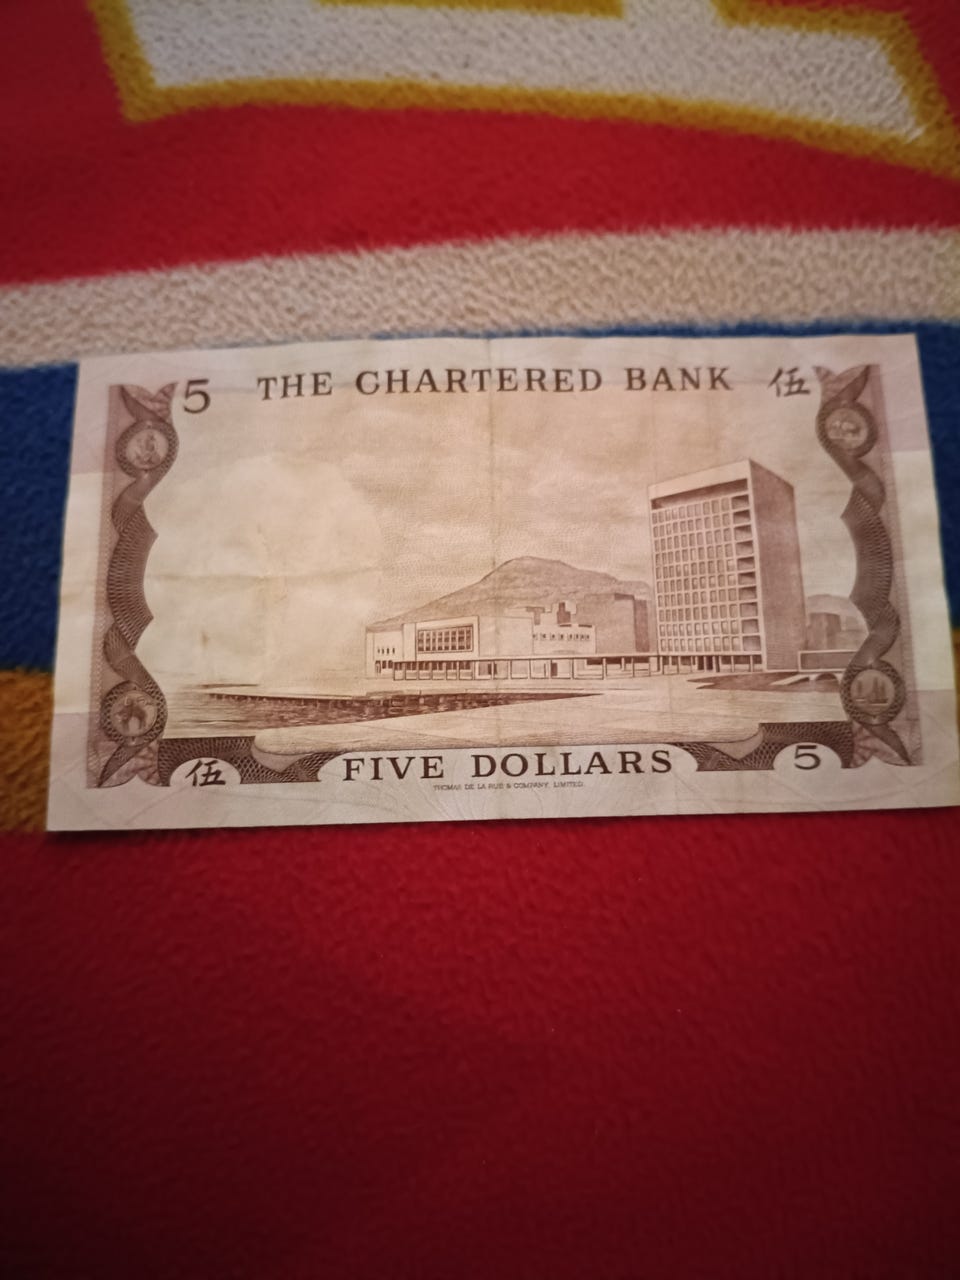 5 THE CHARTERED BANK 伍
伍 FIVE DOLLARS 5
THOMAS DE LA RUE & COMPANY, LIMITED.